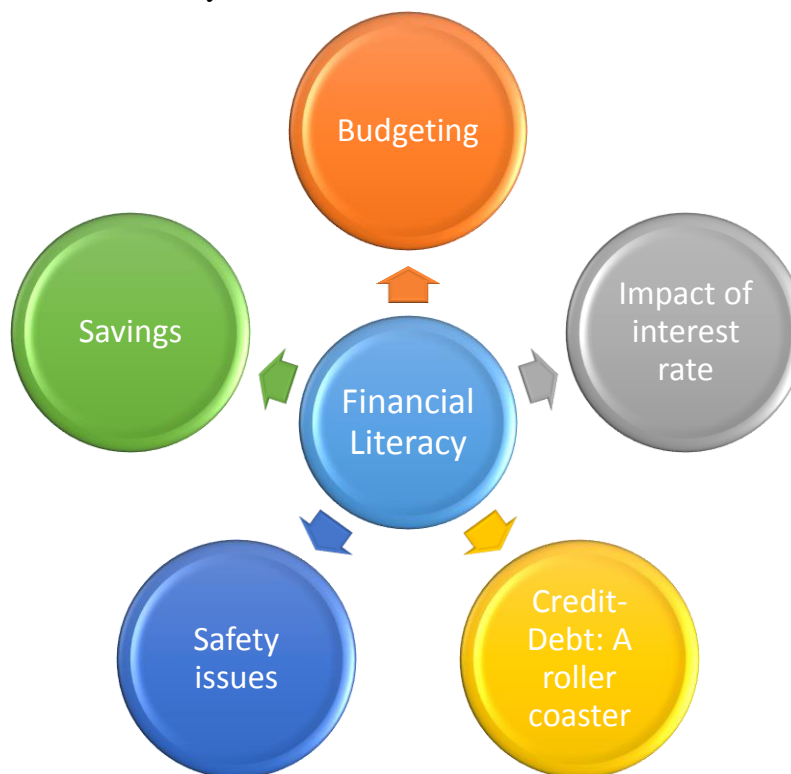 Budgeting
Savings
Impact of
interest
rate
Financial
Literacy
Safety
issues
Credit-
Debt: A
roller
coaster